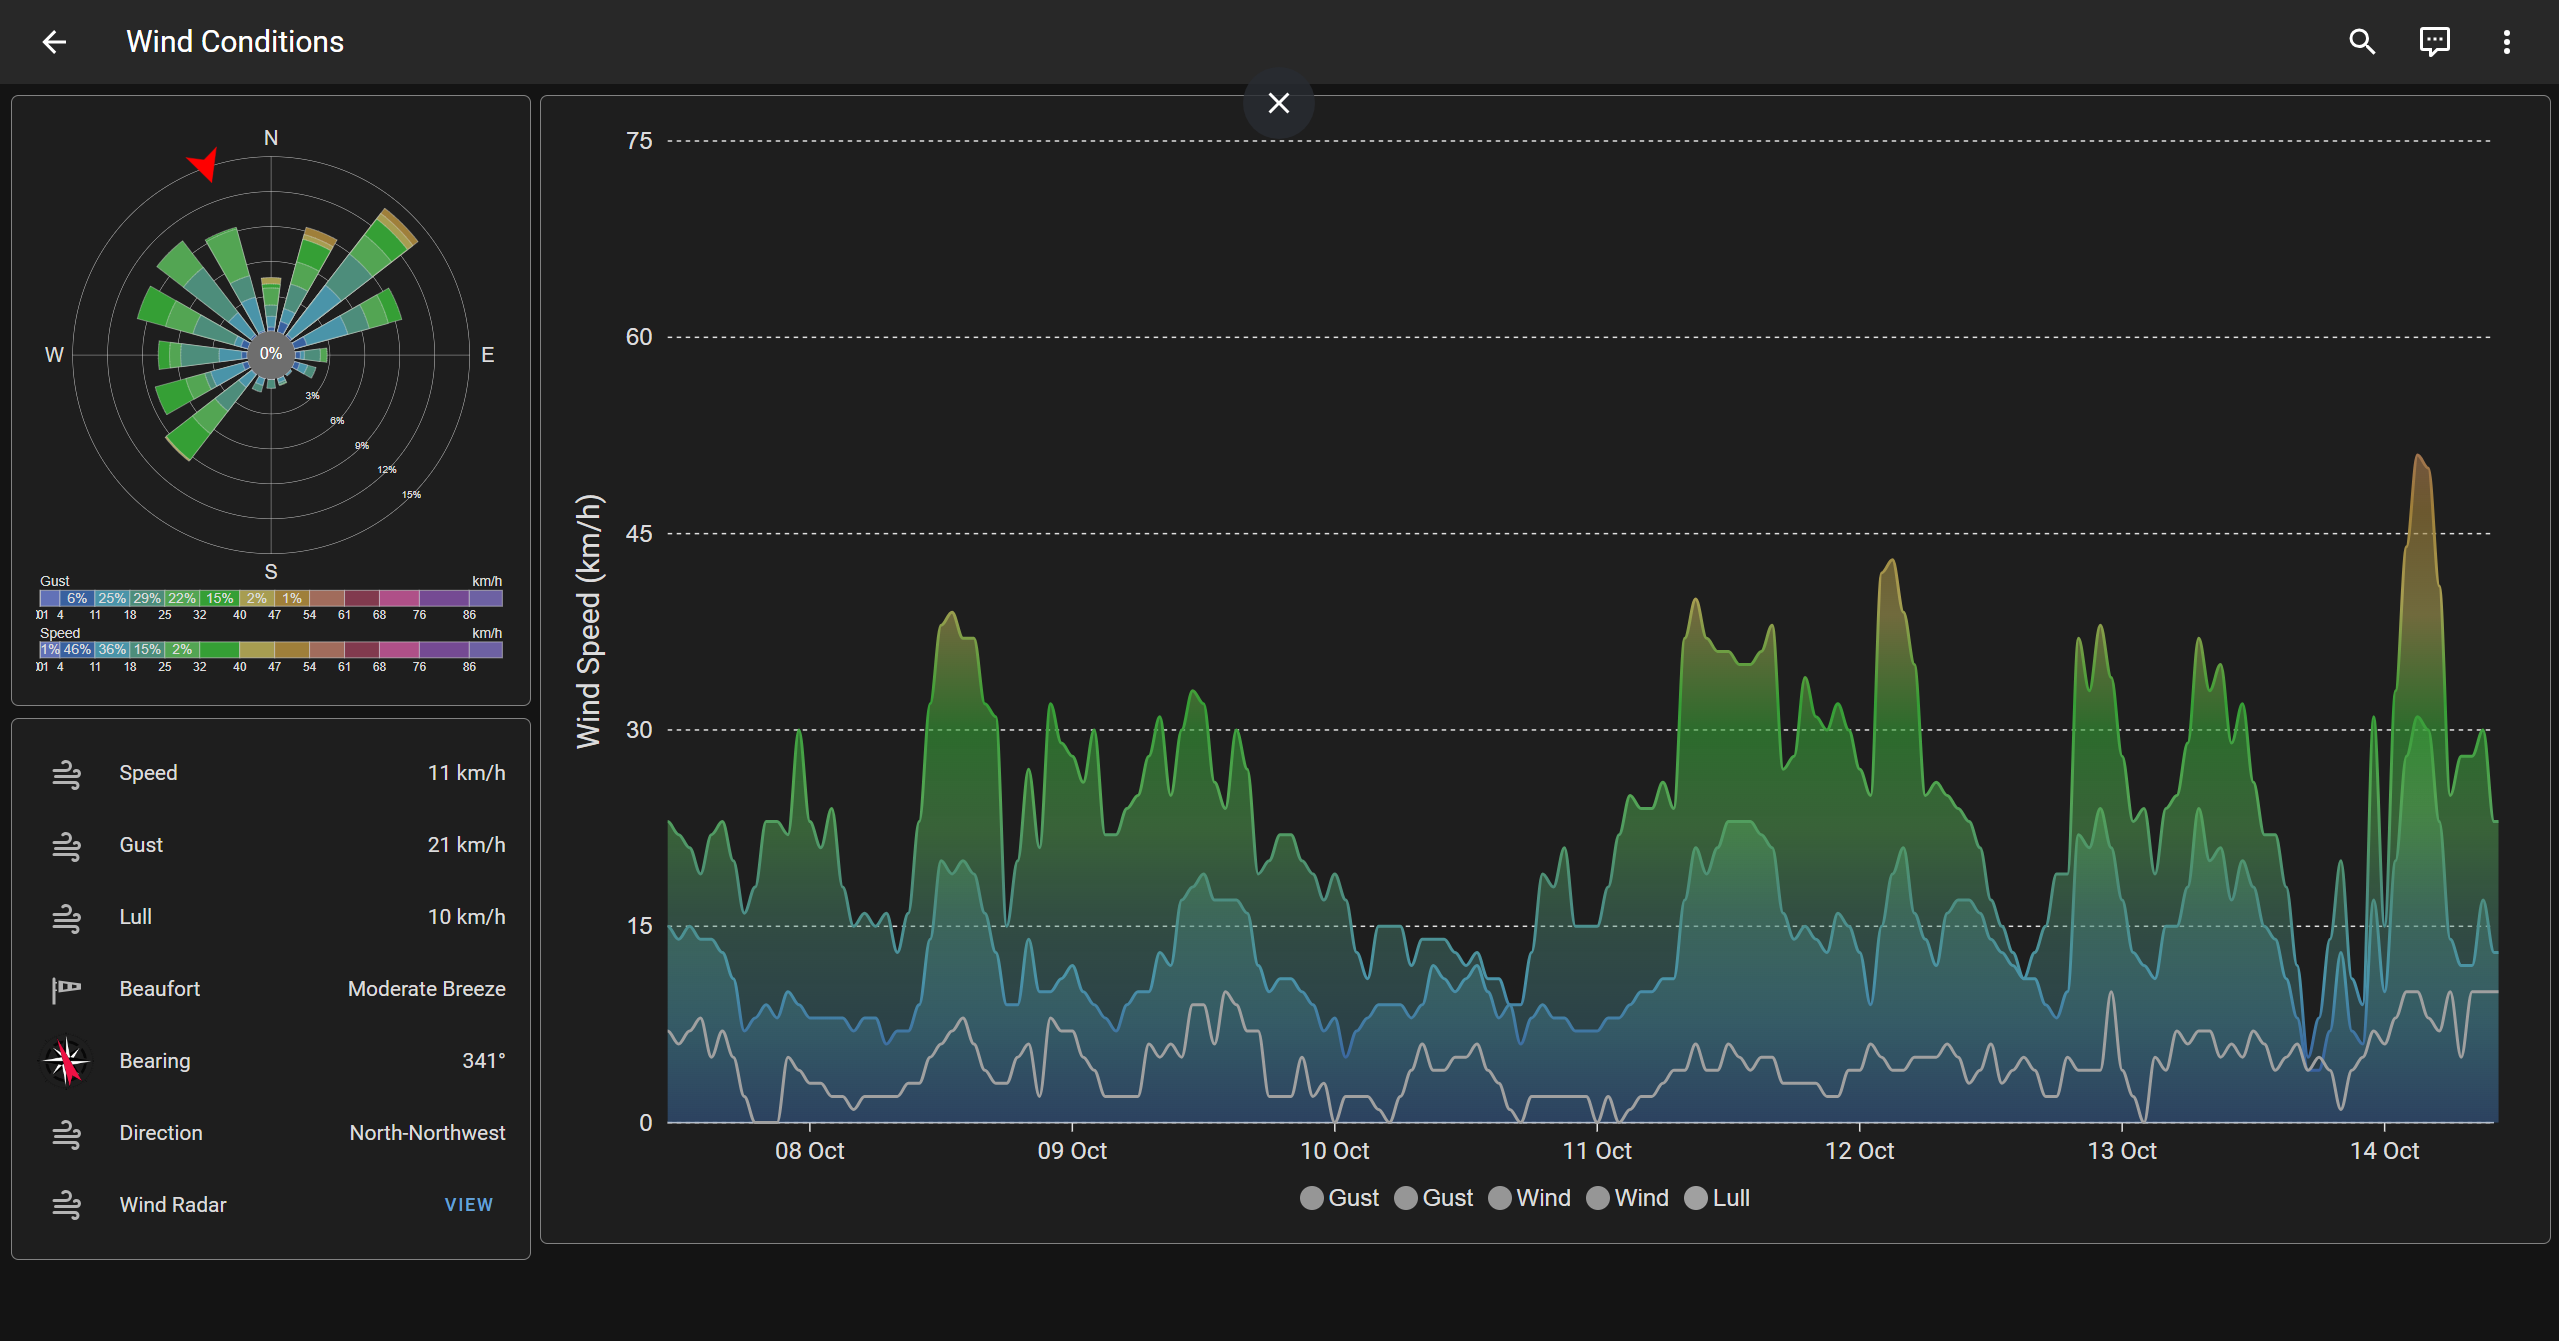 Wind Conditions
N
W
0%
E
3%
6%
9%
12%
15%
S
Gust km/h
6% 25% 29% 22% 15% 2% 1%
4 11 18 25 32 40 47 54 61 68 76 86
Speed km/h
1% 46% 36% 15% 2%
4 11 18 25 32 40 47 54 61 68 76 86
Speed 11 km/h
Gust 21 km/h
Lull 10 km/h
Beaufort Moderate Breeze
Bearing 341°
Direction North-Northwest
Wind Radar VIEW
Wind Speed (km/h)
75
60
45
30
15
0
08 Oct 09 Oct 10 Oct 11 Oct 12 Oct 13 Oct 14 Oct
Gust Gust Wind Wind Lull